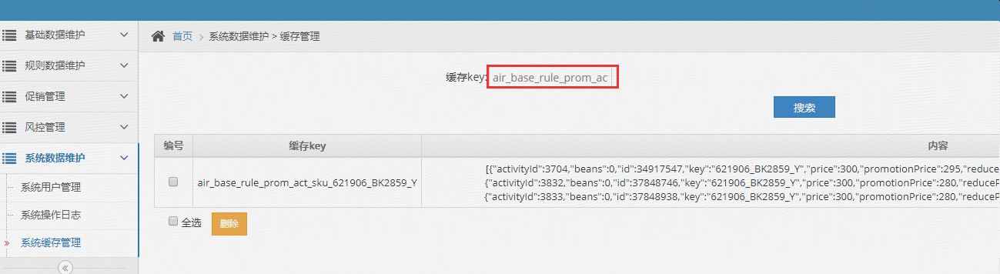 基础数据维护
规则数据维护
促销管理
风控管理
系统数据维护
系统用户管理
系统操作日志
系统缓存管理
首页 > 系统数据维护 > 缓存管理
缓存key: air_base_rule_prom_ac
搜索
编号 缓存key 内容
air_base_rule_prom_act_sku_621906_BK2859_Y
[{"activityId":3704,"beans":0,"id":34917547,"key":"621906_BK2859_Y","price":300,"promotionPrice":295,"reduce
{"activityId":3832,"beans":0,"id":37848746,"key":"621906_BK2859_Y","price":300,"promotionPrice":280,"reduceP
{"activityId":3833,"beans":0,"id":37848938,"key":"621906_BK2859_Y","price":300,"promotionPrice":280,"reduceP
全选 删除